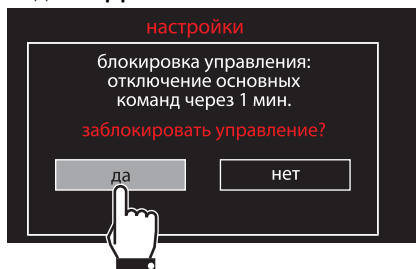 настройки
блокировка управления:
отключение основных
команд через 1 мин.
заблокировать управление?
да
нет